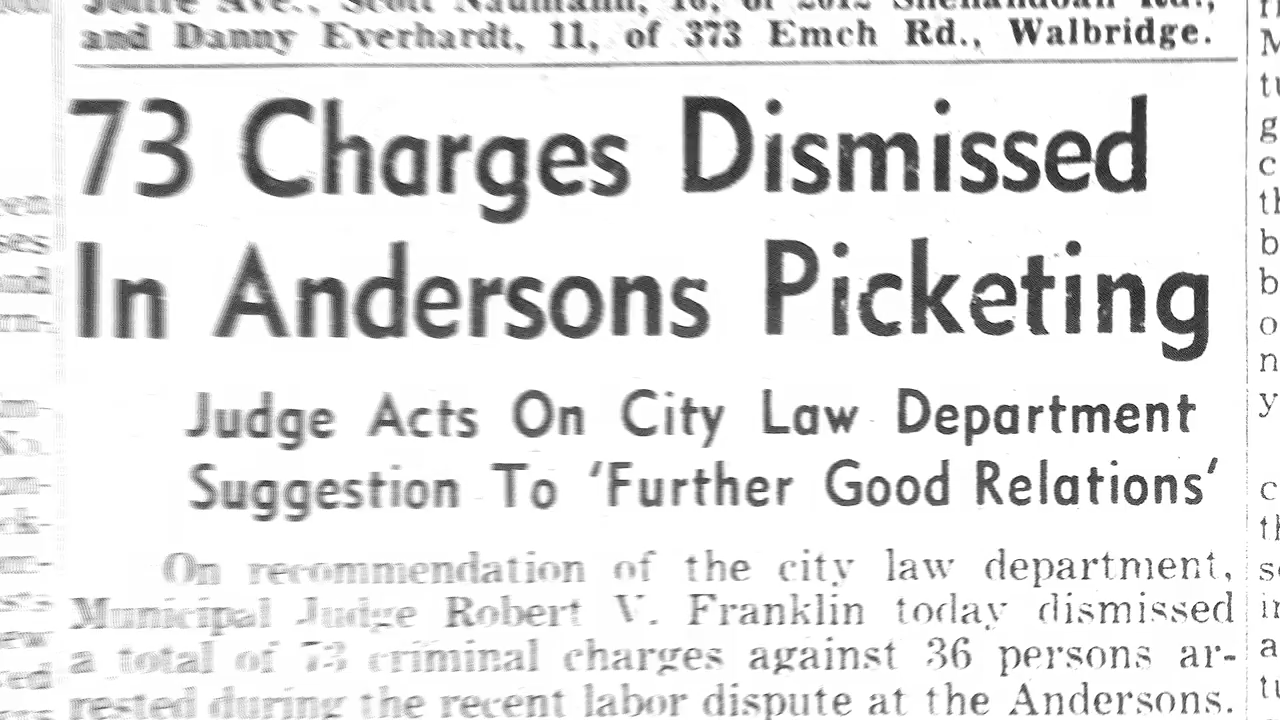 and Danny Everhardt, 11, of 373 Emch Rd., Walbridge.
73 Charges Dismissed
In Andersons Picketing
Judge Acts On City Law Department
Suggestion To 'Further Good Relations'
On recommendation of the city law department,
Municipal Judge Robert V. Franklin today dismissed
a total of 73 criminal charges against 36 persons ar-
rested during the recent labor dispute at the Andersons.